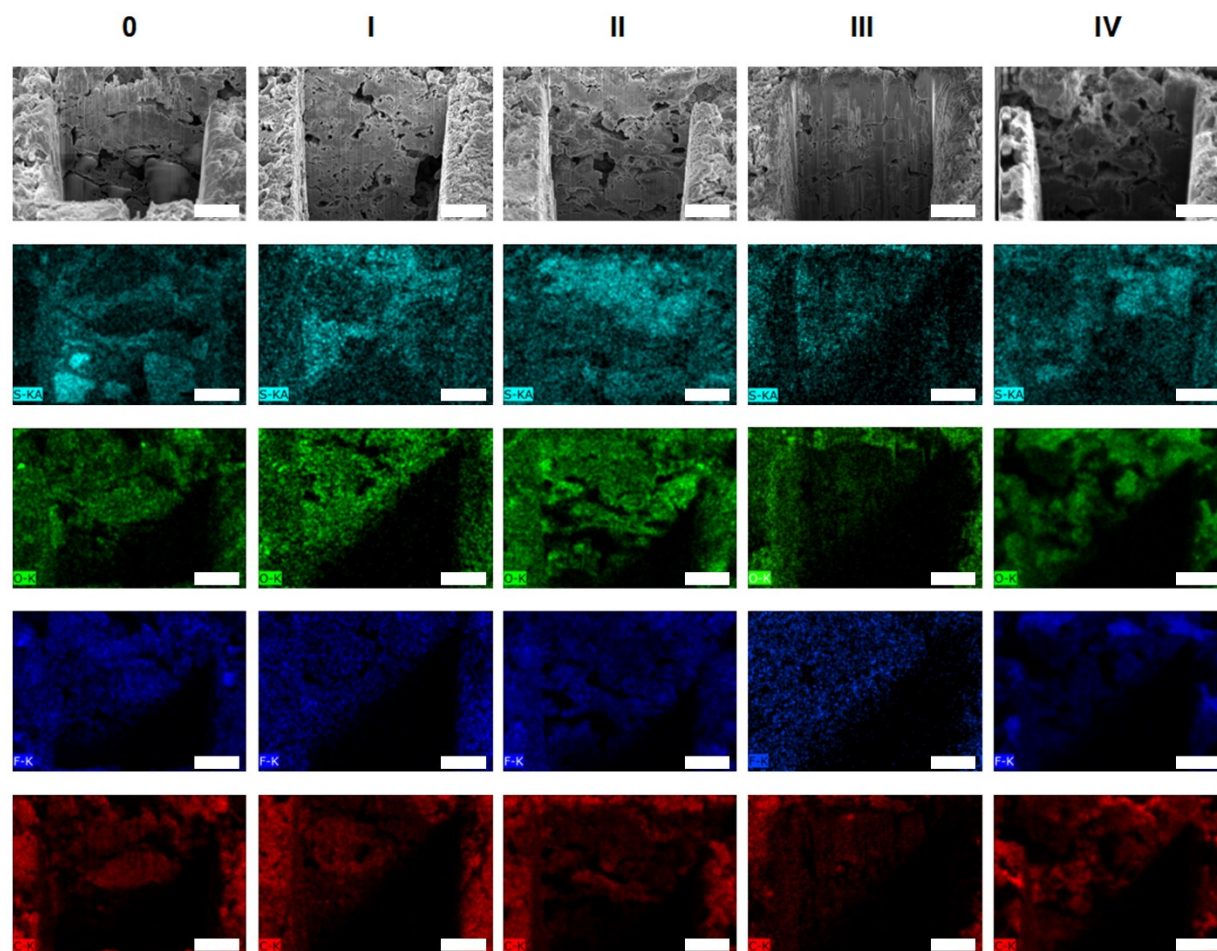 0 I II III IV
S-KA S-KA S-KA S-KA S-KA
O-K O-K O-K O-K O-K
F-K F-K F-K F-K F-K
C-K C-K C-K C-K C-K